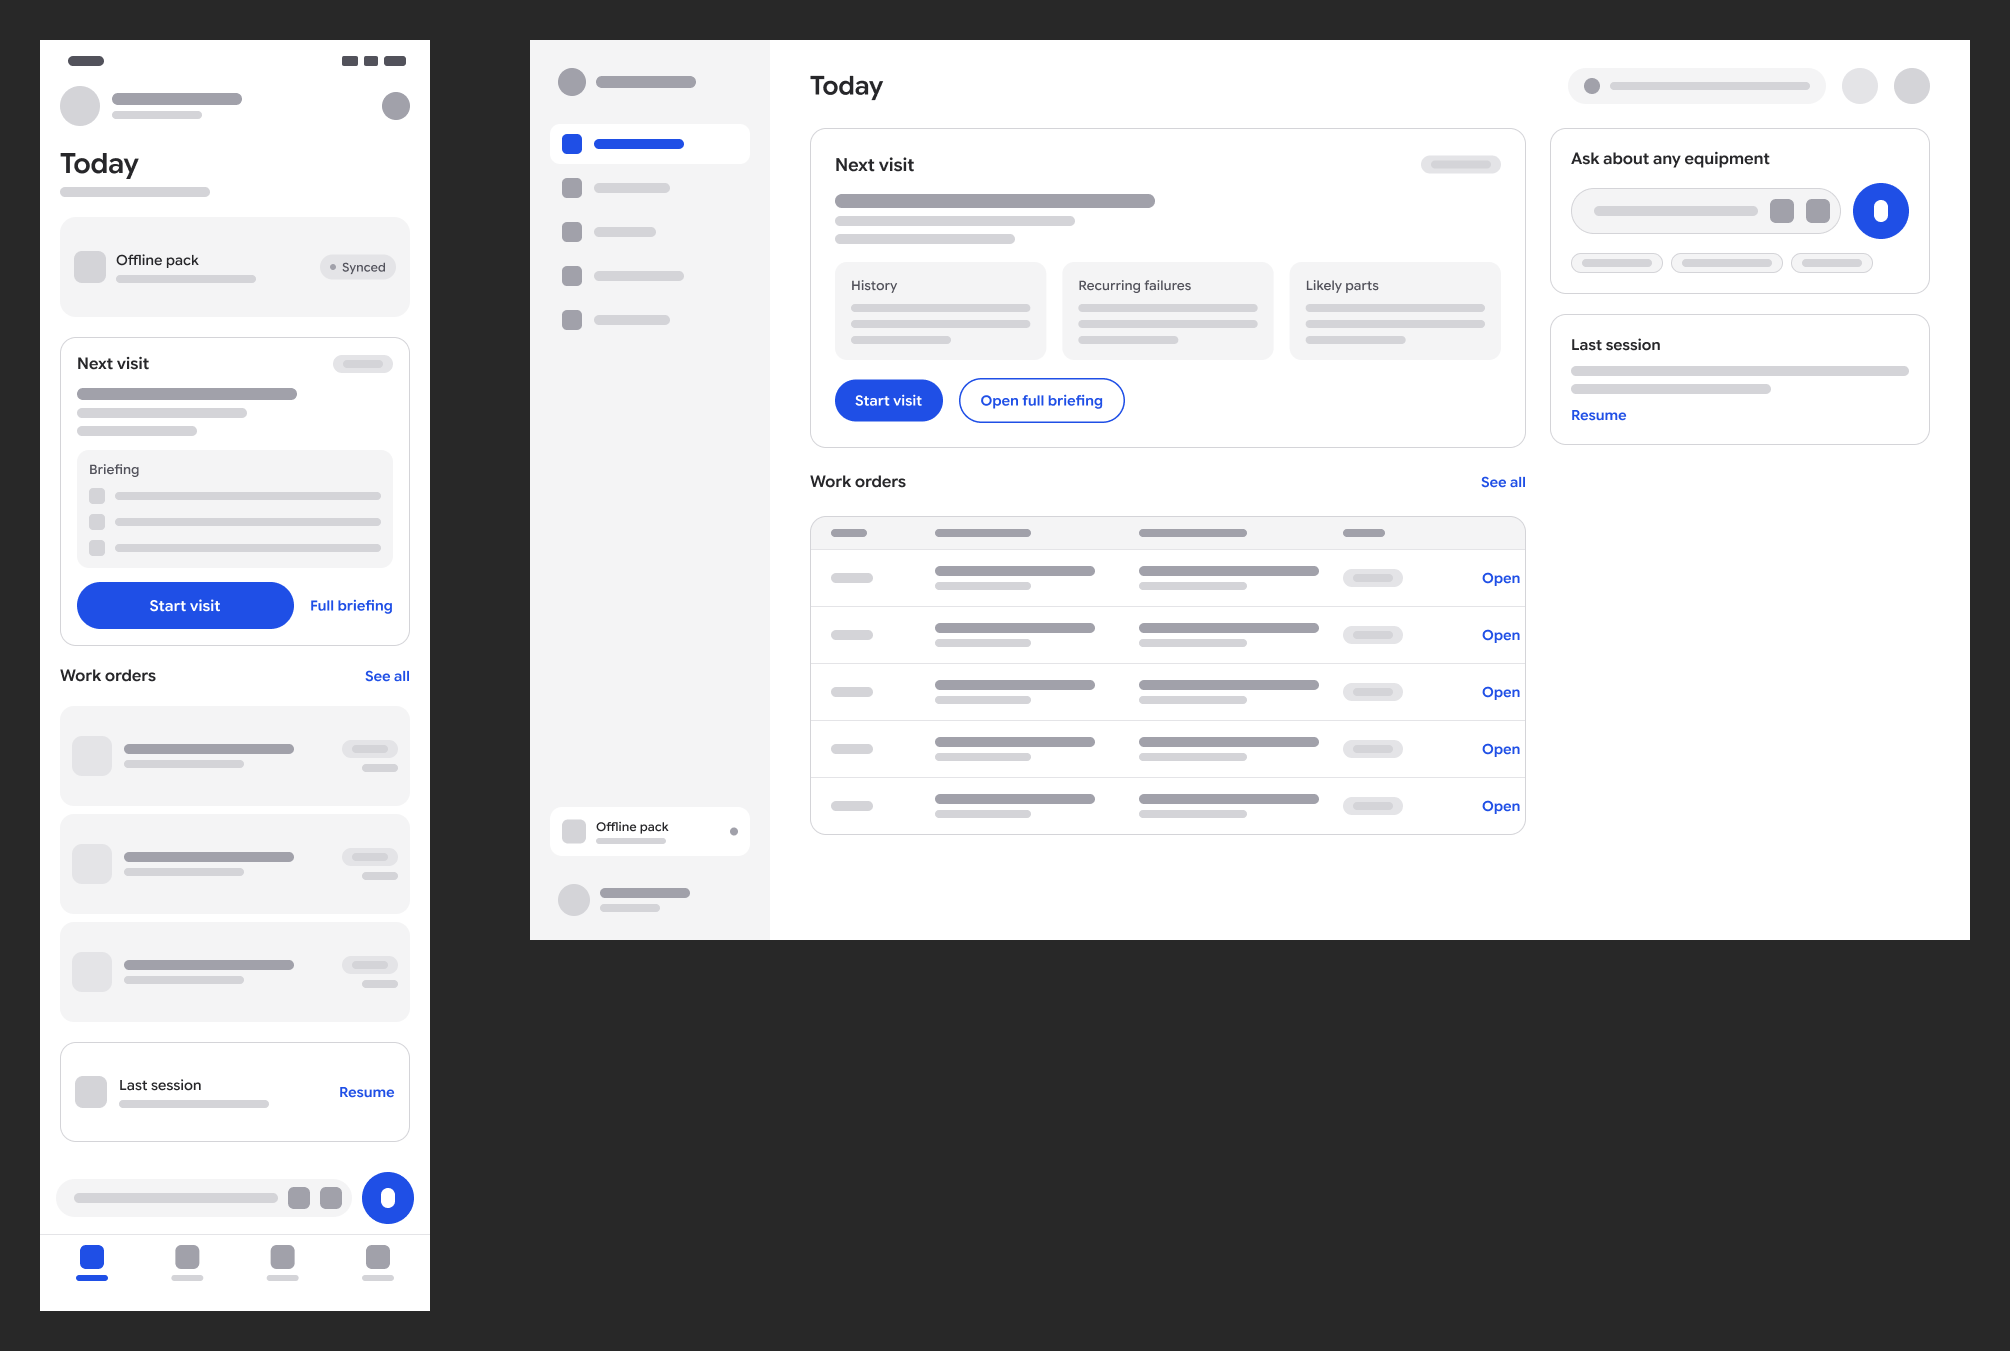 Today
Offline pack
Synced
Next visit
Briefing
Start visit
Full briefing
Work orders
See all
Last session
Resume
Offline pack
Today
Next visit
History
Recurring failures
Likely parts
Start visit
Open full briefing
Work orders
See all
Open
Open
Open
Open
Open
Ask about any equipment
Last session
Resume